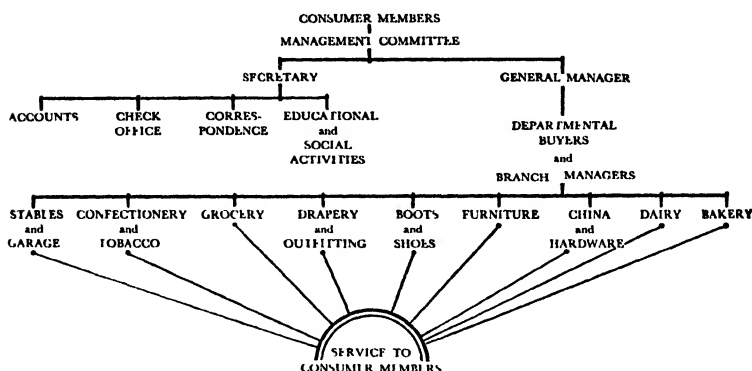 CONSUMER MEMBERS
MANAGEMENT COMMITTEE
SECRETARY
GENERAL MANAGER
ACCOUNTS
CHECK
OFFICE
CORRES-
PONDENCE
EDUCATIONAL
and
SOCIAL
ACTIVITIES
DEPARTMENTAL
BUYERS
and
BRANCH MANAGERS
STABLES
and
GARAGE
CONFECTIONERY
and
TOBACCO
GROCERY
DRAPERY
and
OUTFITTING
BOOTS
and
SHOES
FURNITURE
CHINA
and
HARDWARE
DAIRY
BAKERY
SERVICE TO
CONSUMER MEMBERS